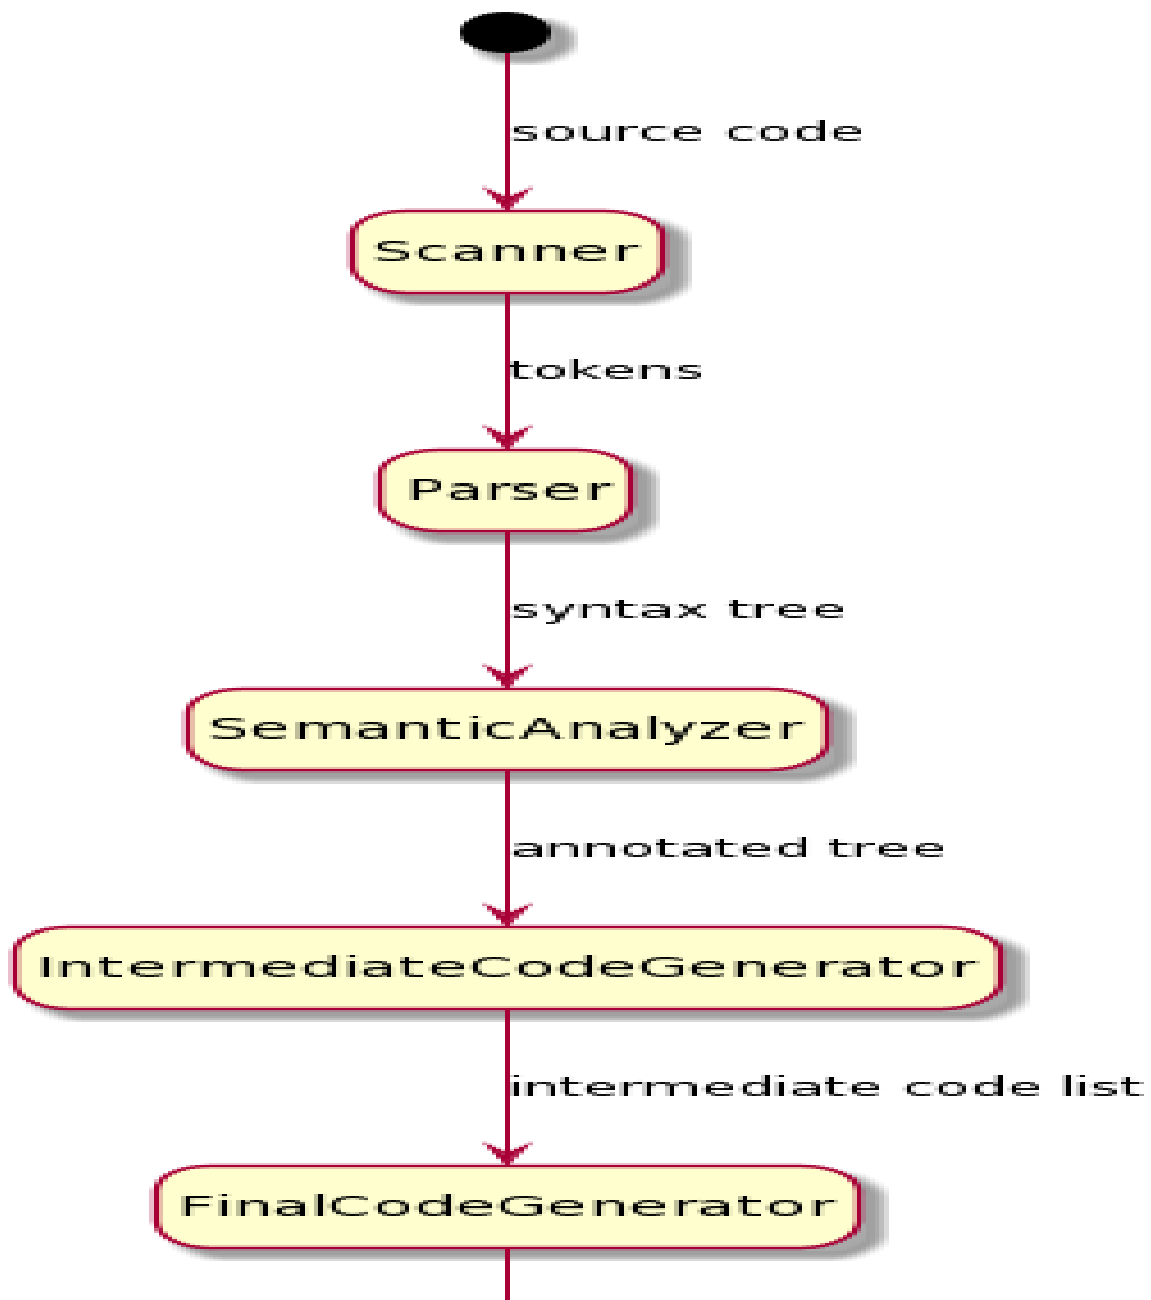 source code
Scanner
tokens
Parser
syntax tree
SemanticAnalyzer
annotated tree
IntermediateCodeGenerator
intermediate code list
FinalCodeGenerator